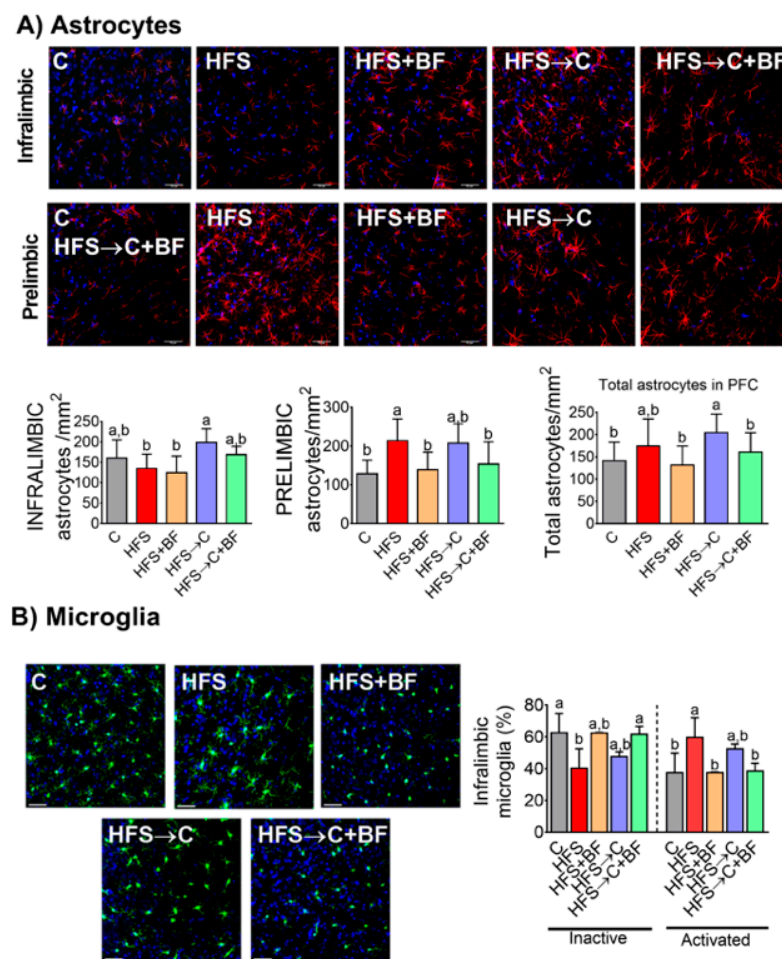 A) Astrocytes
C HFS HFS+BF HFS→C HFS→C+BF
Infralimbic
C HFS HFS+BF HFS→C
HFS→C+BF
Prelimbic
INFRALIMBIC
astrocytes /mm²
250
200
150
100
50
0
a,b b b a a,b
C HFS HFS+BF HFS→C HFS→C+BF
PRELIMBIC
astrocytes/mm²
300
200
100
0
b a b a,b b
C HFS HFS+BF HFS→C HFS→C+BF
Total astrocytes in PFC
Total astrocytes/mm²
250
200
150
100
50
0
b a,b b a b
C HFS HFS+BF HFS→C HFS→C+BF
B) Microglia
C HFS HFS+BF
HFS→C HFS→C+BF
Infralimbic
microglia (%)
80
60
40
20
0
a b a,b a,b a b a b a,b b
C HFS HFS+BF HFS→C HFS→C+BF C HFS HFS+BF HFS→C HFS→C+BF
Inactive Activated